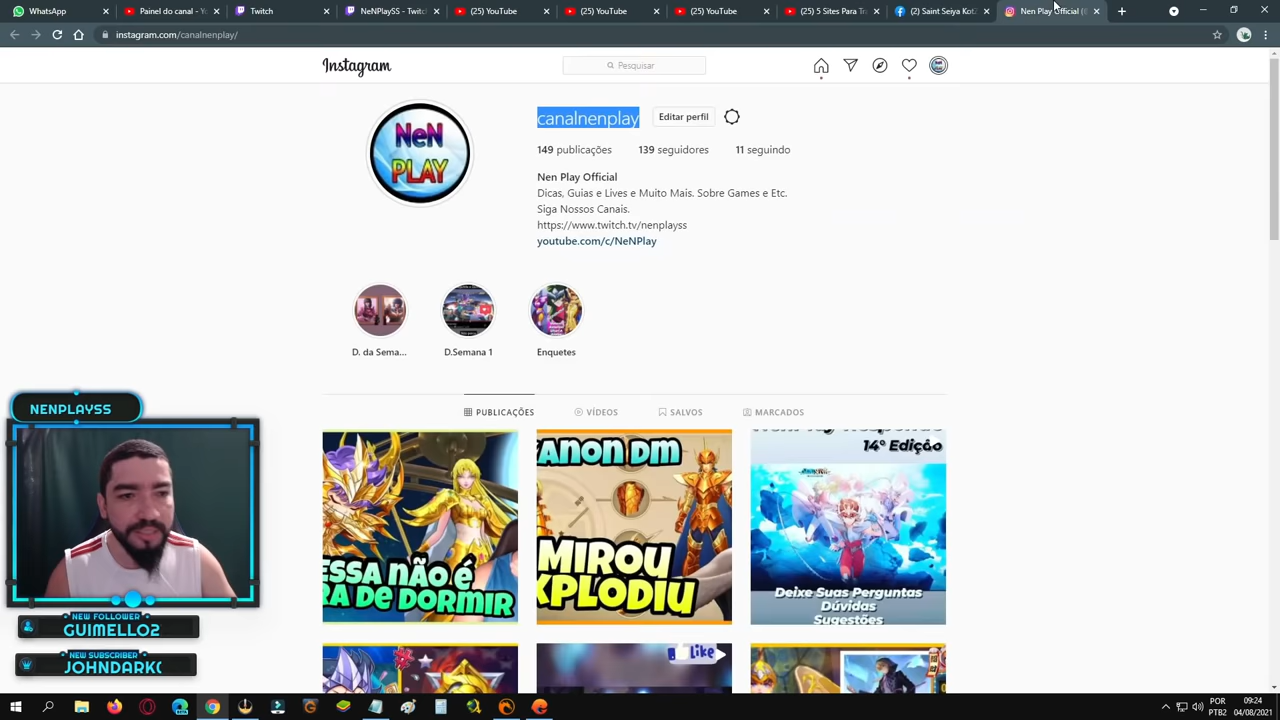 WhatsApp
Painel do canal - Yo
Twitch
NeNPlaySS - Twitc
(25) YouTube
(25) YouTube
(25) YouTube
(25) 5 Sites Para Tr
(2) Saint Seiya Kot
Nen Play Official (
instagram.com/canalnenplay/
Instagram
Pesquisar
NeN
PLAY
canalnenplay
Editar perfil
149 publicações
139 seguidores
11 seguindo
Nen Play Official
Dicas, Guias e Lives e Muito Mais. Sobre Games e Etc.
Siga Nossos Canais.
https://www.twitch.tv/nenplayss
youtube.com/c/NeNPlay
D. da Sema...
D.Semana 1
Enquetes
PUBLICAÇÕES
VÍDEOS
SALVOS
MARCADOS
ESSA NÃO É
RA DE DORMIR
ANON DM
MIROU
XPLODIU
14º Edição
Deixe Suas Perguntas
Dúvidas
Sugestões
Like
NENPLAYSS
NEW FOLLOWER
GUIMELLO2
NEW SUBSCRIBER
JOHNDARK
POR
PTB2
09:24
04/08/2021